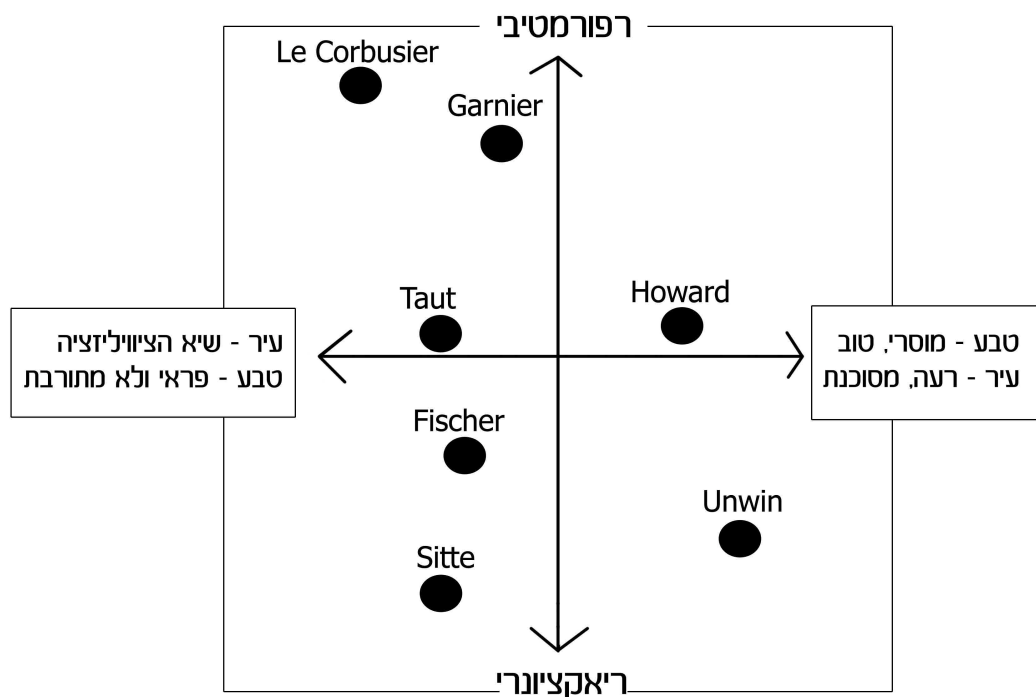 רפורמטיבי
Le Corbusier
Garnier
Taut
Howard
עיר - שיא הציוויליזציה
טבע - פראי ולא מתורבת
טבע - מוסרי, טוב
עיר - רעה, מסוכנת
Fischer
Unwin
Sitte
ריאקציונרי